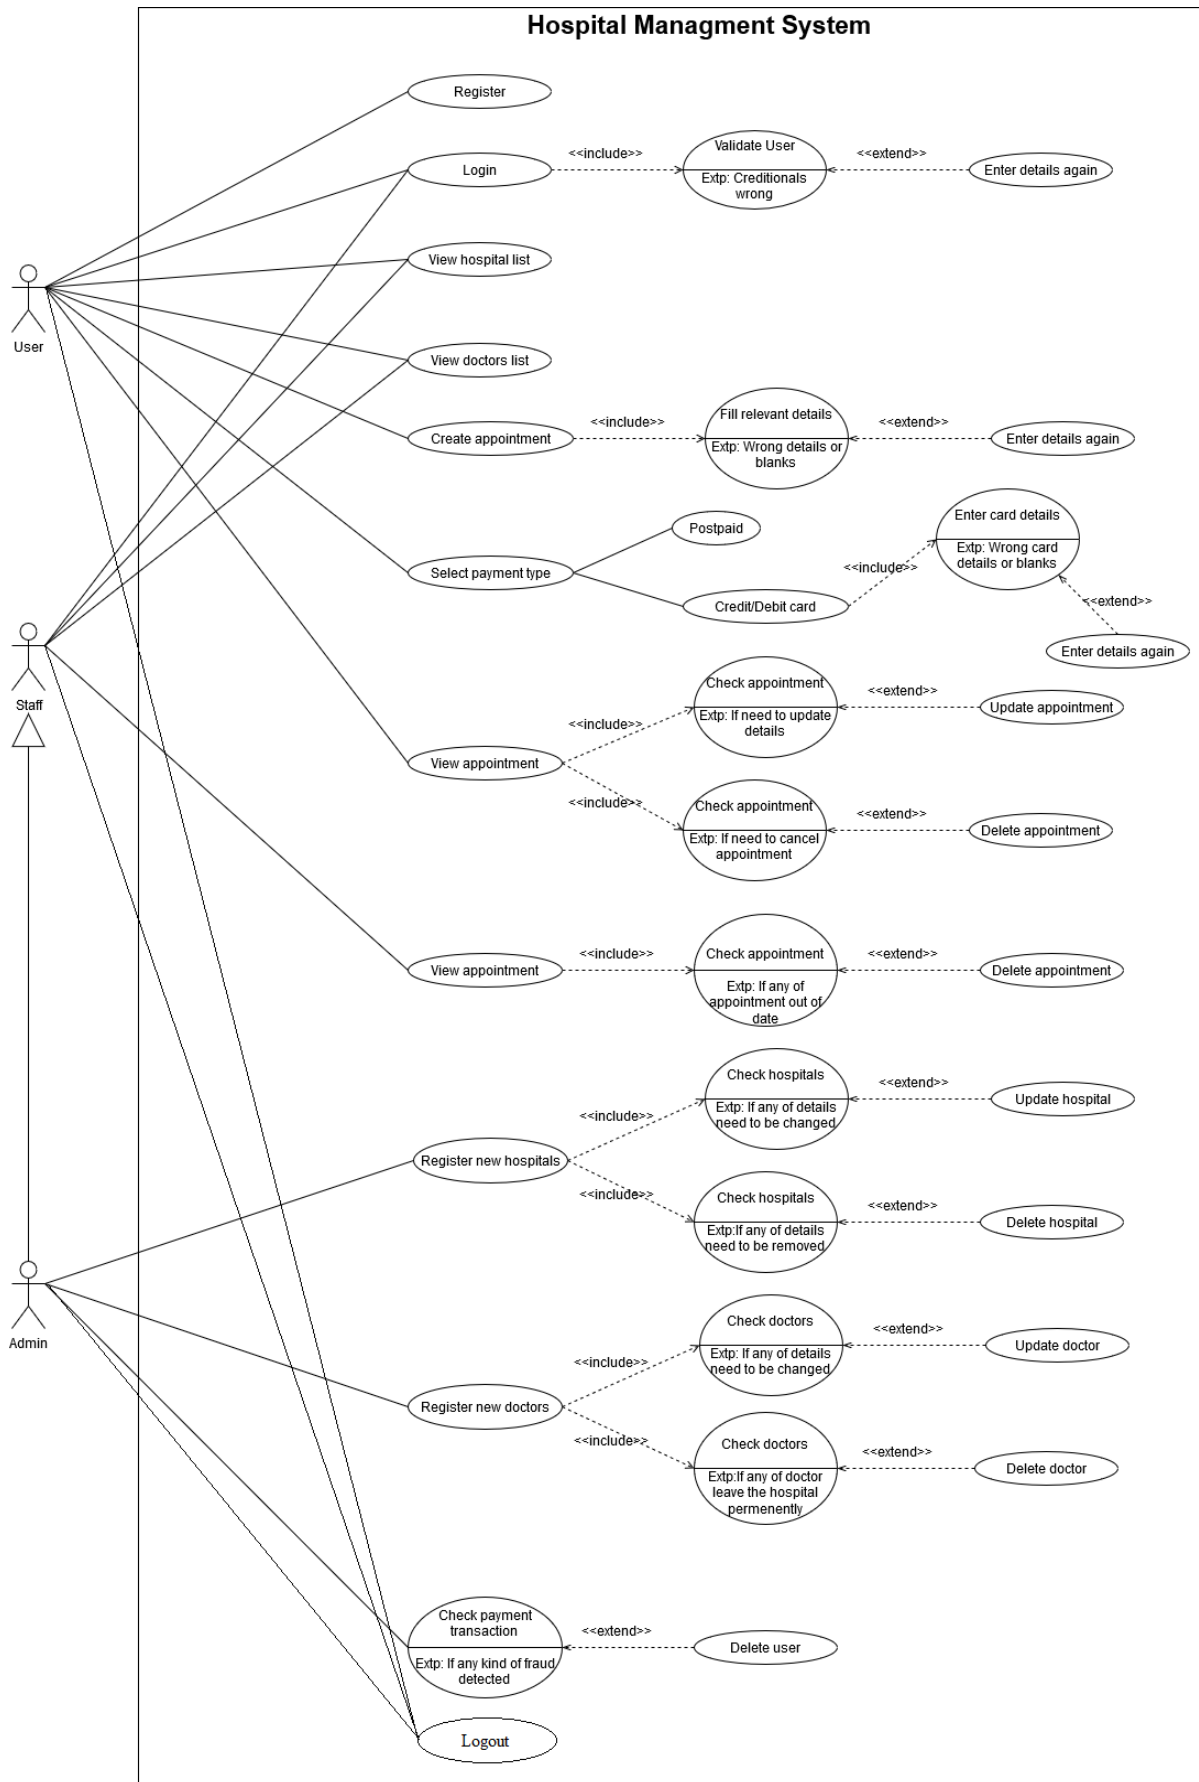 Hospital Managment System
Register
Login
<<include>>
Validate User
Extp: Creditionals
wrong
<<extend>>
Enter details again
View hospital list
User
View doctors list
Create appointment
<<include>>
Fill relevant details
Extp: Wrong details or
blanks
<<extend>>
Enter details again
Select payment type
Postpaid
Credit/Debit card
<<include>>
Enter card details
Extp: Wrong card
details or blanks
<<extend>>
Enter details again
Staff
View appointment
<<include>>
Check appointment
Extp: If need to update
details
<<extend>>
Update appointment
<<include>>
Check appointment
Extp: If need to cancel
appointment
<<extend>>
Delete appointment
View appointment
<<include>>
Check appointment
Extp: If any of
appointment out of
date
<<extend>>
Delete appointment
Register new hospitals
<<include>>
Check hospitals
Extp: If any of details
need to be changed
<<extend>>
Update hospital
<<include>>
Check hospitals
Extp:If any of details
need to be removed
<<extend>>
Delete hospital
Admin
Register new doctors
<<include>>
Check doctors
Extp: If any of details
need to be changed
<<extend>>
Update doctor
<<include>>
Check doctors
Extp:If any of doctor
leave the hospital
permenently
<<extend>>
Delete doctor
Check payment
transaction
Extp: If any kind of fraud
detected
<<extend>>
Delete user
Logout